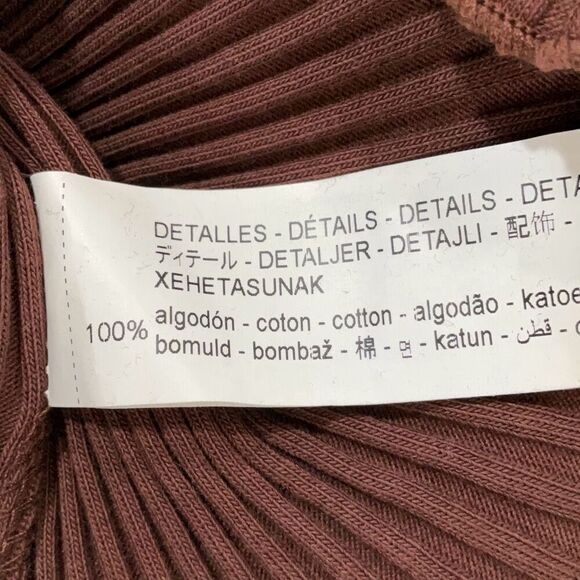 DETALLES - DÉTAILS - DETAILS - DETA
ディテール - DETALJER - DETAJLI - 配饰 -
XEHETASUNAK
100% algodón - coton - cotton - algodão - katoe
bomuld - bombaž - 棉 - 면 - katun - قطن -